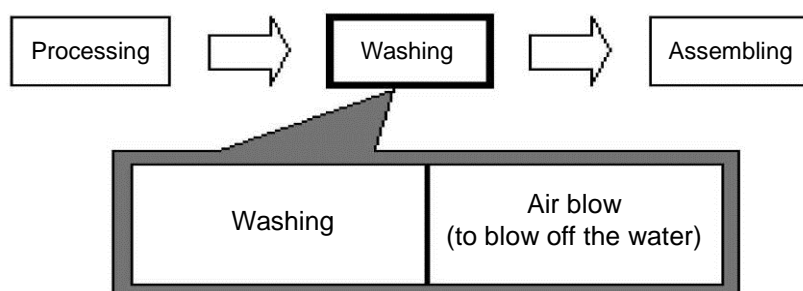 Processing
Washing
Assembling
Washing
Air blow
(to blow off the water)